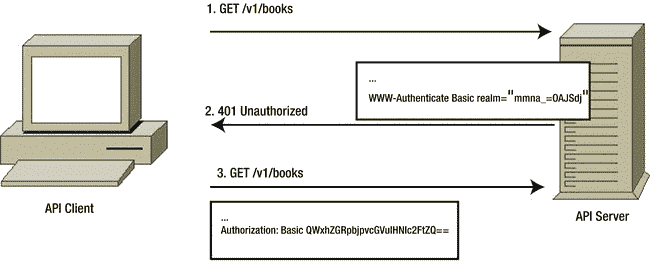 1. GET /v1/books
...
WWW-Authenticate Basic realm="mmna_=0AJSdj"
2. 401 Unauthorized
3. GET /v1/books
API Client
API Server
...
Authorization: Basic QWxhZGRpbjpvcGVuIHNlc2FtZQ==